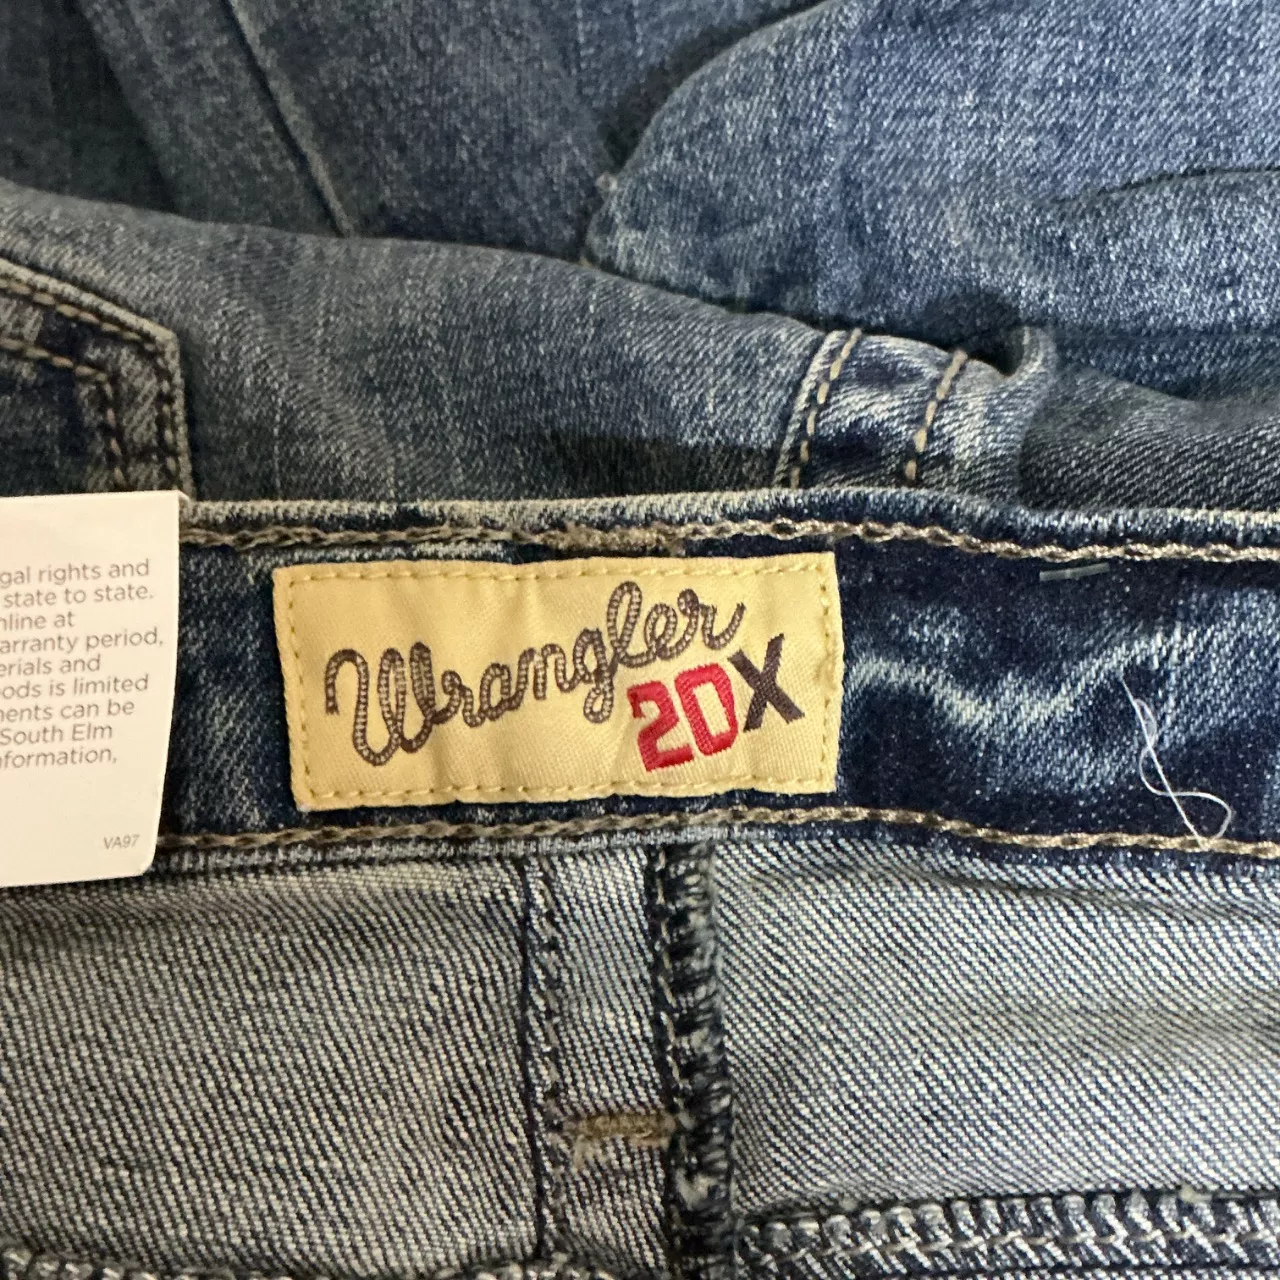 gal rights and
state to state.
nline at
arranty period,
erials and
ods is limited
nents can be
South Elm
formation,
VA97
Wrangler
20X